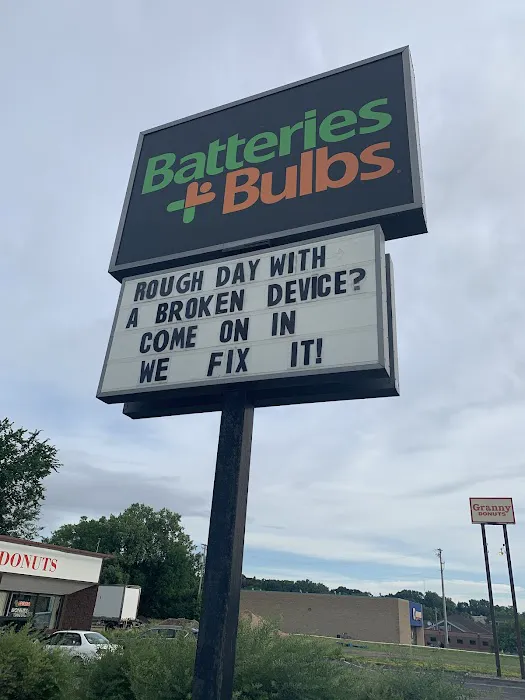 Batteries
+Bulbs
ROUGH DAY WITH
A BROKEN DEVICE?
COME ON IN
WE FIX IT!
Granny
DONUTS
DONUTS